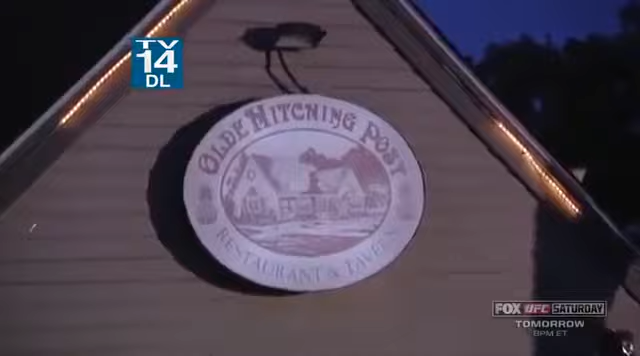 TV
14
DL
OLDE HITCHING POST
RESTAURANT & TAVERN
FOX UFC SATURDAY
TOMORROW
8PM ET